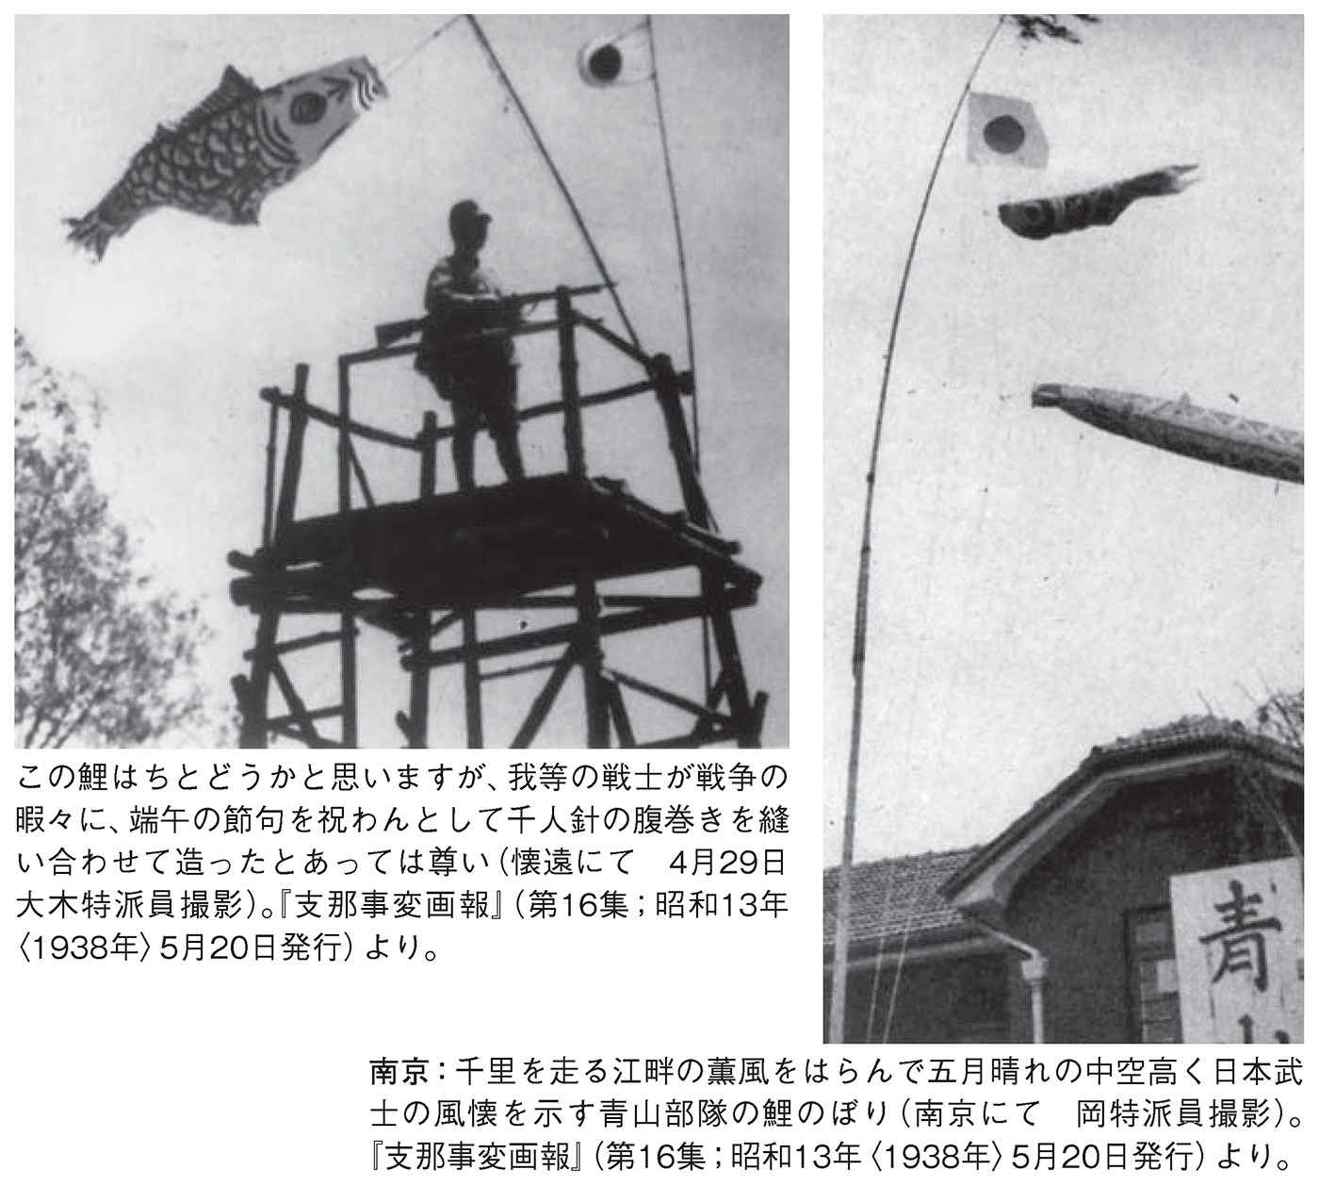 この鯉はちとどうかと思いますが、我等の戦士が戦争の
暇々に、端午の節句を祝わんとして千人針の腹巻きを縫
い合わせて造ったとあっては尊い（懐遠にて　4月29日
大木特派員撮影）。『支那事変画報』（第16集；昭和13年
〈1938年〉5月20日発行）より。
青
南京：千里を走る江畔の薫風をはらんで五月晴れの中空高く日本武
士の風懐を示す青山部隊の鯉のぼり（南京にて　岡特派員撮影）。
『支那事変画報』（第16集；昭和13年〈1938年〉5月20日発行）より。